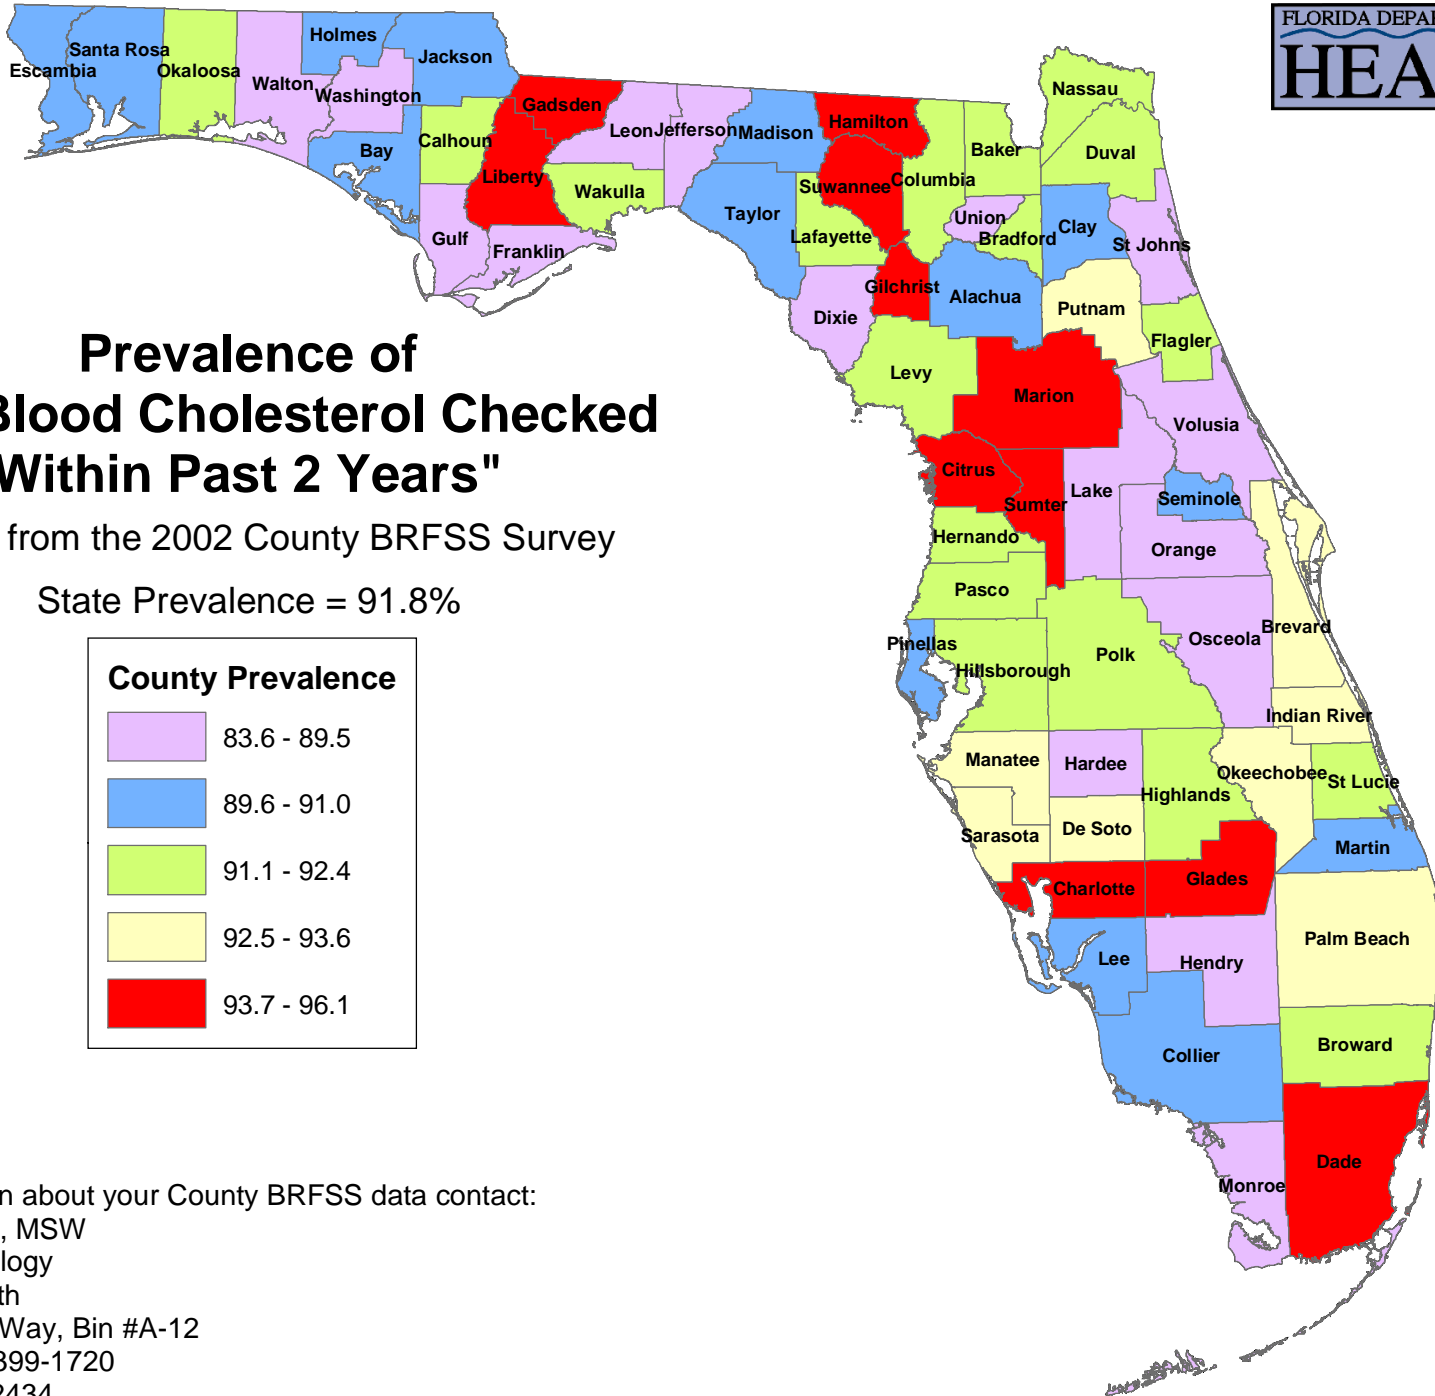 FLORIDA DEPAR
HEA
Prevalence of
Blood Cholesterol Checked
Within Past 2 Years"
from the 2002 County BRFSS Survey
State Prevalence = 91.8%
County Prevalence
83.6 - 89.5
89.6 - 91.0
91.1 - 92.4
92.5 - 93.6
93.7 - 96.1
Escambia
Santa Rosa
Okaloosa
Walton
Holmes
Washington
Jackson
Bay
Calhoun
Gulf
Gadsden
Liberty
Franklin
Leon
Wakulla
Jefferson
Madison
Taylor
Hamilton
Suwannee
Lafayette
Dixie
Columbia
Gilchrist
Levy
Baker
Union
Bradford
Alachua
Nassau
Duval
Clay
St Johns
Putnam
Flagler
Marion
Volusia
Citrus
Sumter
Lake
Seminole
Orange
Hernando
Pasco
Pinellas
Hillsborough
Polk
Osceola
Brevard
Indian River
Manatee
Hardee
Highlands
Okeechobee
St Lucie
Sarasota
De Soto
Martin
Charlotte
Glades
Lee
Hendry
Palm Beach
Collier
Broward
Monroe
Dade
n about your County BRFSS data contact:
, MSW
logy
th
Way, Bin #A-12
399-1720
2434